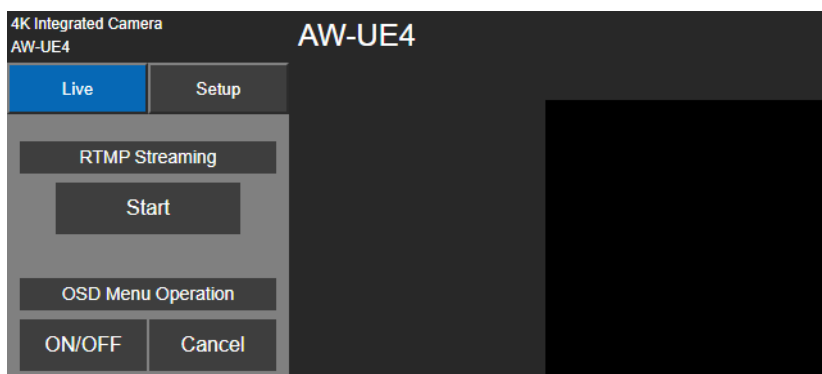 4K Integrated Camera
AW-UE4
AW-UE4
Live
Setup
RTMP Streaming
Start
OSD Menu Operation
ON/OFF
Cancel